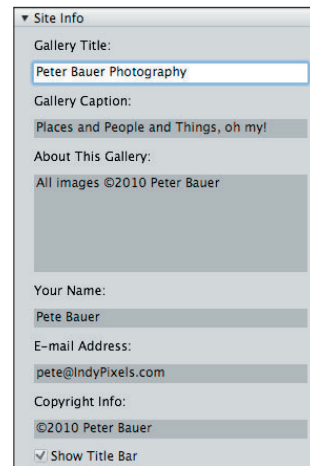 Site Info
Gallery Title:
Peter Bauer Photography
Gallery Caption:
Places and People and Things, oh my!
About This Gallery:
All images ©2010 Peter Bauer
Your Name:
Pete Bauer
E-mail Address:
pete@IndyPixels.com
Copyright Info:
©2010 Peter Bauer
Show Title Bar